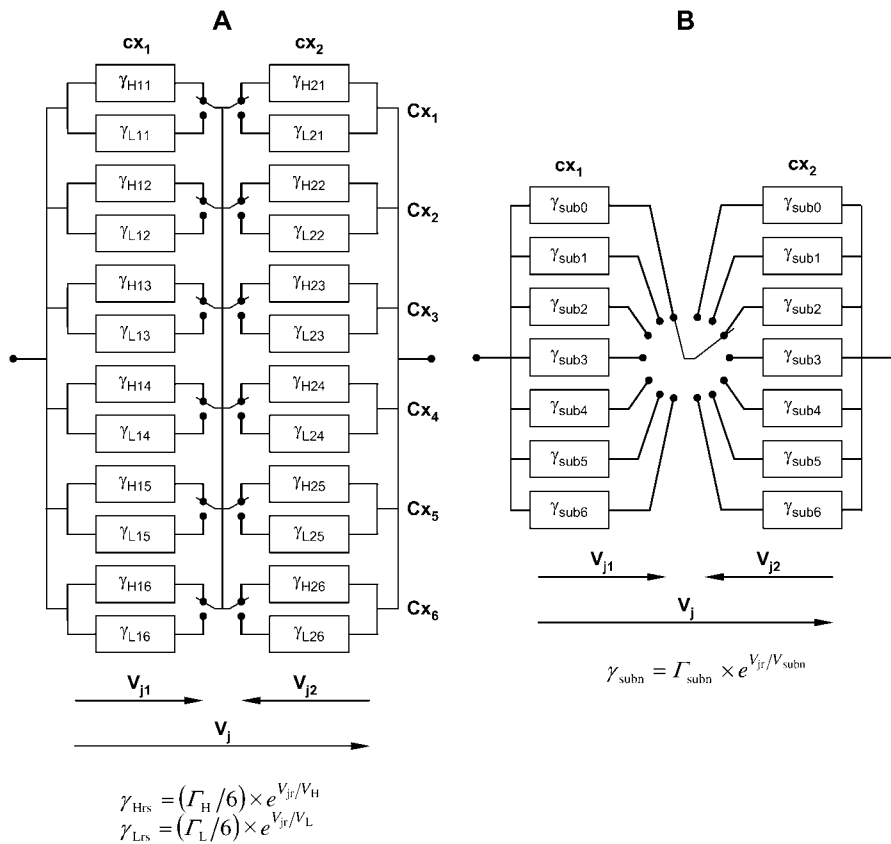 A
cx₁ cx₂
γH11 γH21
Cx₁
γL11 γL21
γH12 γH22
Cx₂
γL12 γL22
γH13 γH23
Cx₃
γL13 γL23
γH14 γH24
Cx₄
γL14 γL24
γH15 γH25
Cx₅
γL15 γL25
γH16 γH26
Cx₆
γL16 γL26
Vj1 Vj2
Vj
γHrs = (ΓH/6) × e^(Vjr/VH)
γLrs = (ΓL/6) × e^(Vjr/VL)
B
cx₁ cx₂
γsub0 γsub0
γsub1 γsub1
γsub2 γsub2
γsub3 γsub3
γsub4 γsub4
γsub5 γsub5
γsub6 γsub6
Vj1 Vj2
Vj
γsubn = Γsubn × e^(Vjr/Vsubn)